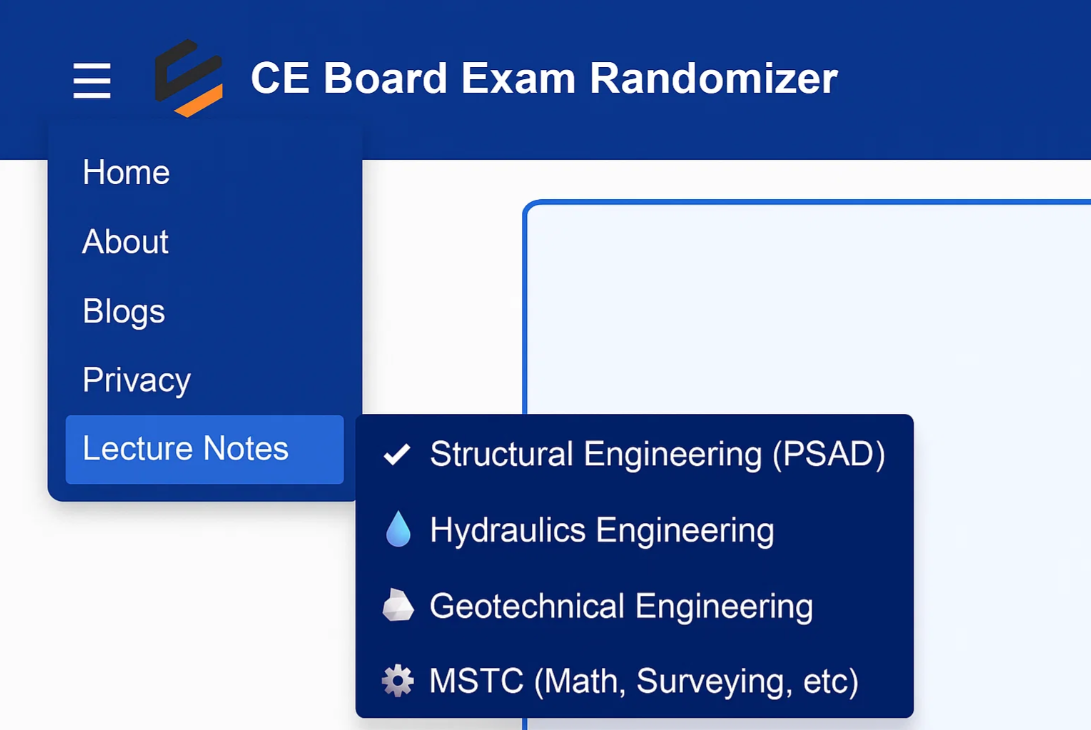 CE Board Exam Randomizer
Home
About
Blogs
Privacy
Lecture Notes
Structural Engineering (PSAD)
Hydraulics Engineering
Geotechnical Engineering
MSTC (Math, Surveying, etc)